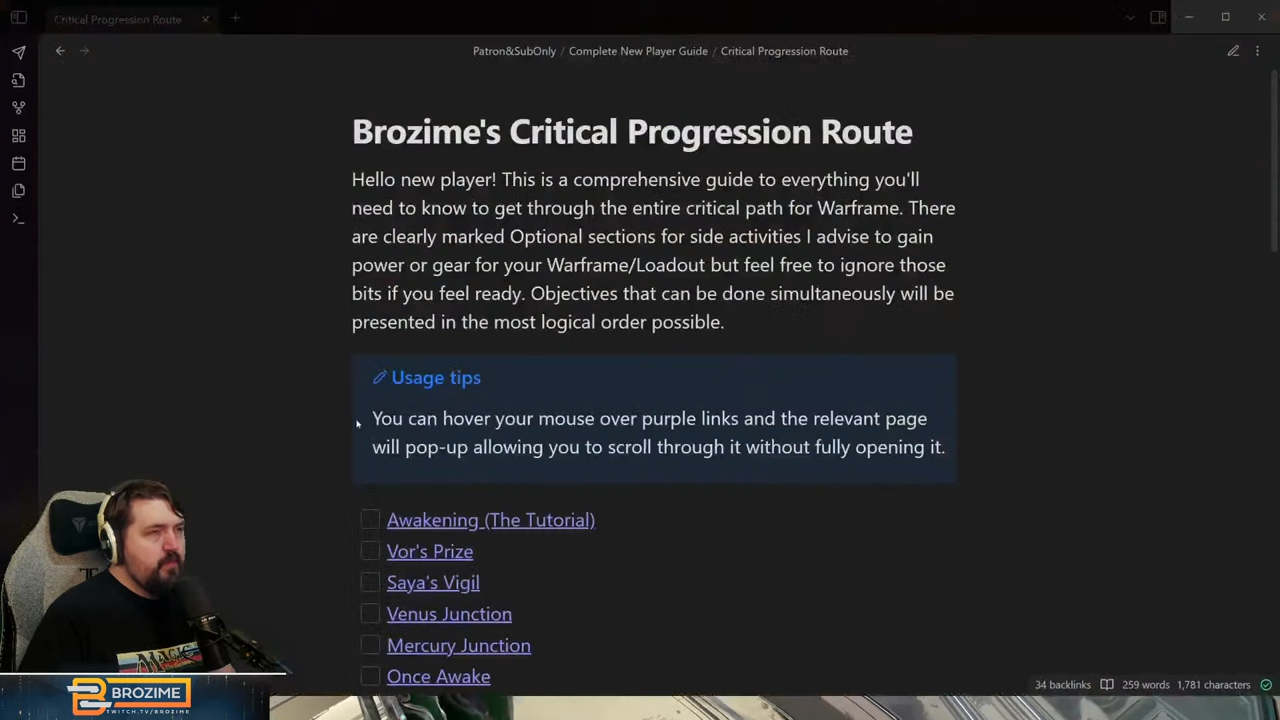 Critical Progression Route
Patron&SubOnly / Complete New Player Guide / Critical Progression Route
Brozime's Critical Progression Route
Hello new player! This is a comprehensive guide to everything you'll
need to know to get through the entire critical path for Warframe. There
are clearly marked Optional sections for side activities I advise to gain
power or gear for your Warframe/Loadout but feel free to ignore those
bits if you feel ready. Objectives that can be done simultaneously will be
presented in the most logical order possible.
Usage tips
You can hover your mouse over purple links and the relevant page
will pop-up allowing you to scroll through it without fully opening it.
Awakening (The Tutorial)
Vor's Prize
Saya's Vigil
Venus Junction
Mercury Junction
Once Awake
BROZIME
TWITCH.TV/BROZIME
34 backlinks 259 words 1,781 characters